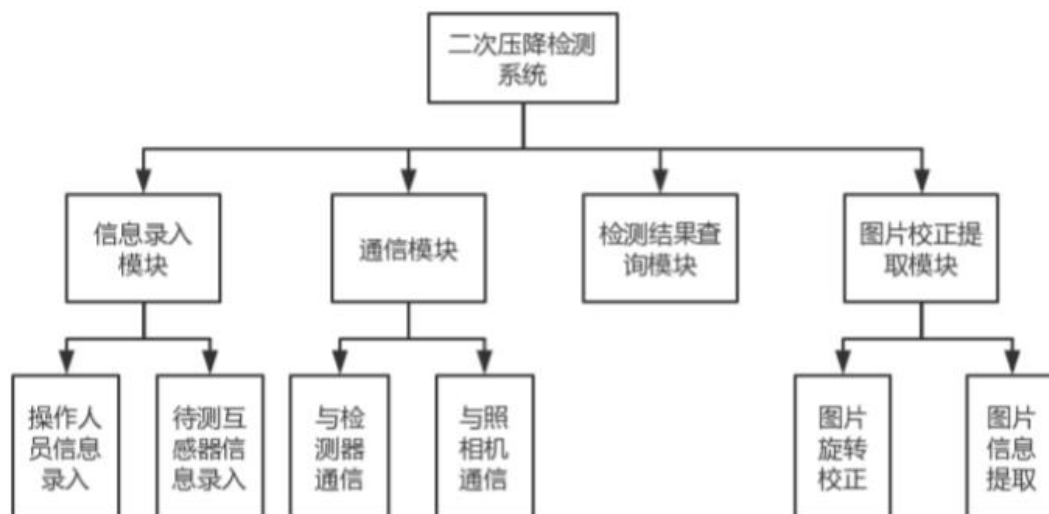 二次压降检测
系统
信息录入
模块
通信模块
检测结果查
询模块
图片校正提
取模块
操作人
员信息
录入
待测互
感器信
息录入
与检
测器
通信
与照
相机
通信
图片
旋转
校正
图片
信息
提取